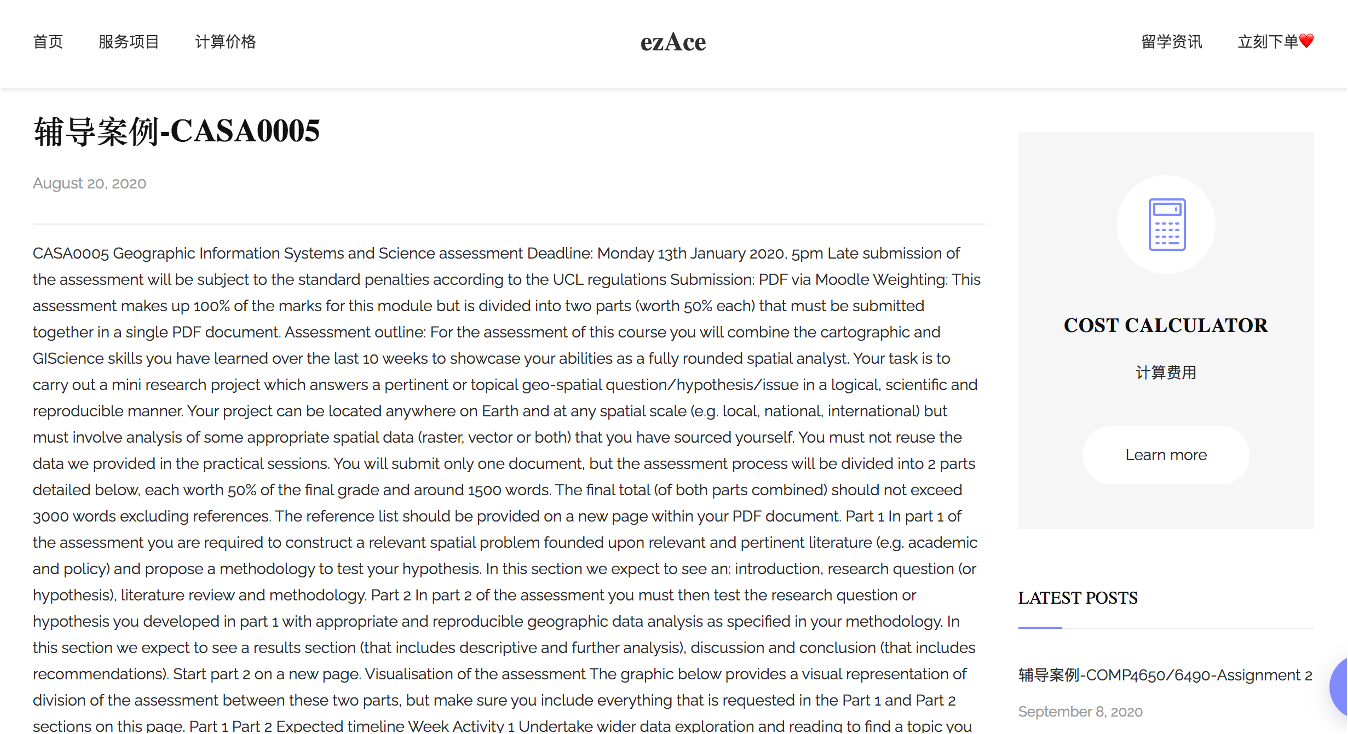 首页 服务项目 计算价格 ezAce 留学资讯 立刻下单❤️
辅导案例-CASA0005
August 20, 2020
CASA0005 Geographic Information Systems and Science assessment Deadline: Monday 13th January 2020, 5pm Late submission of
the assessment will be subject to the standard penalties according to the UCL regulations Submission: PDF via Moodle Weighting: This
assessment makes up 100% of the marks for this module but is divided into two parts (worth 50% each) that must be submitted
together in a single PDF document. Assessment outline: For the assessment of this course you will combine the cartographic and
GIScience skills you have learned over the last 10 weeks to showcase your abilities as a fully rounded spatial analyst. Your task is to
carry out a mini research project which answers a pertinent or topical geo-spatial question/hypothesis/issue in a logical, scientific and
reproducible manner. Your project can be located anywhere on Earth and at any spatial scale (e.g. local, national, international) but
must involve analysis of some appropriate spatial data (raster, vector or both) that you have sourced yourself. You must not reuse the
data we provided in the practical sessions. You will submit only one document, but the assessment process will be divided into 2 parts
detailed below, each worth 50% of the final grade and around 1500 words. The final total (of both parts combined) should not exceed
3000 words excluding references. The reference list should be provided on a new page within your PDF document. Part 1 In part 1 of
the assessment you are required to construct a relevant spatial problem founded upon relevant and pertinent literature (e.g. academic
and policy) and propose a methodology to test your hypothesis. In this section we expect to see an: introduction, research question (or
hypothesis), literature review and methodology. Part 2 In part 2 of the assessment you must then test the research question or
hypothesis you developed in part 1 with appropriate and reproducible geographic data analysis as specified in your methodology. In
this section we expect to see a results section (that includes descriptive and further analysis), discussion and conclusion (that includes
recommendations). Start part 2 on a new page. Visualisation of the assessment The graphic below provides a visual representation of
division of the assessment between these two parts, but make sure you include everything that is requested in the Part 1 and Part 2
sections on this page. Part 1 Part 2 Expected timeline Week Activity 1 Undertake wider data exploration and reading to find a topic you
COST CALCULATOR
计算费用
Learn more
LATEST POSTS
辅导案例-COMP4650/6490-Assignment 2
September 8, 2020